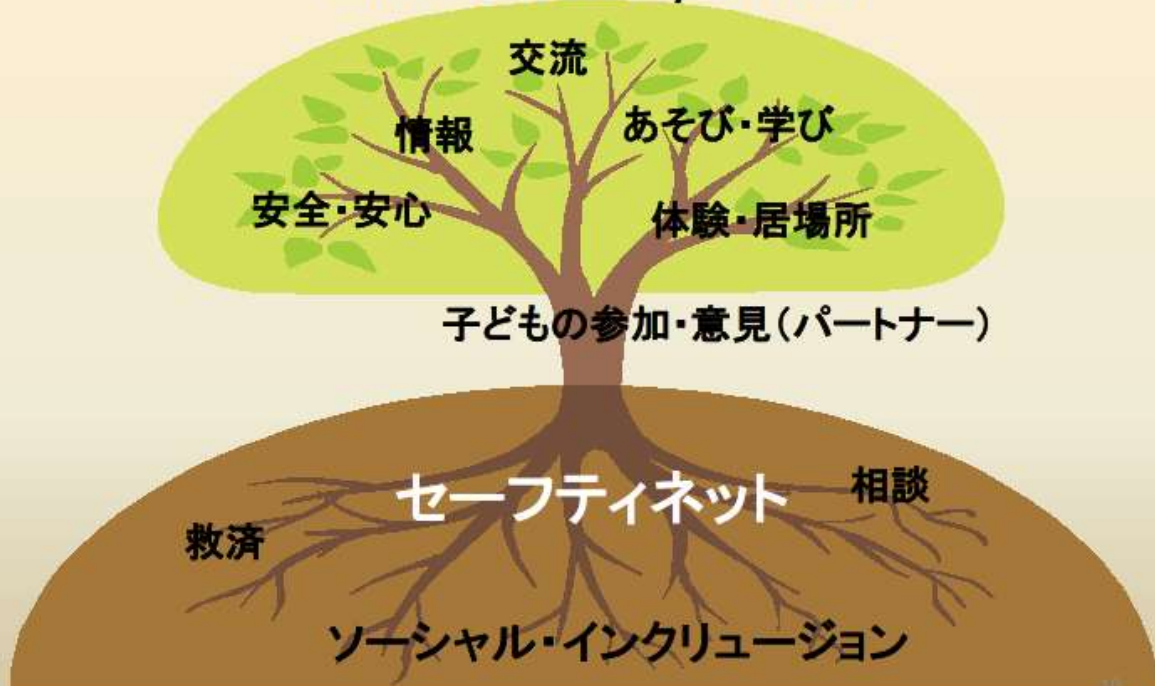 交流
情報
あそび・学び
安全・安心
体験・居場所
子どもの参加・意見(パートナー)
セーフティネット
相談
救済
ソーシャル・インクリュージョン